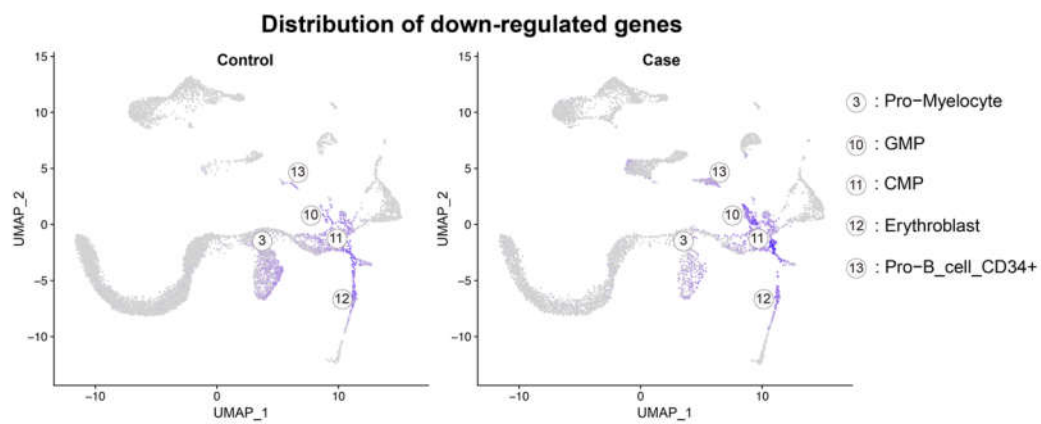 Distribution of down-regulated genes
Control
Case
15
10
5
0
−5
−10
UMAP_2
−10
0
10
UMAP_1
13
10
11
3
12
15
10
5
0
−5
−10
−10
0
10
UMAP_1
13
10
11
3
12
3 : Pro−Myelocyte
10 : GMP
11 : CMP
12 : Erythroblast
13 : Pro−B_cell_CD34+